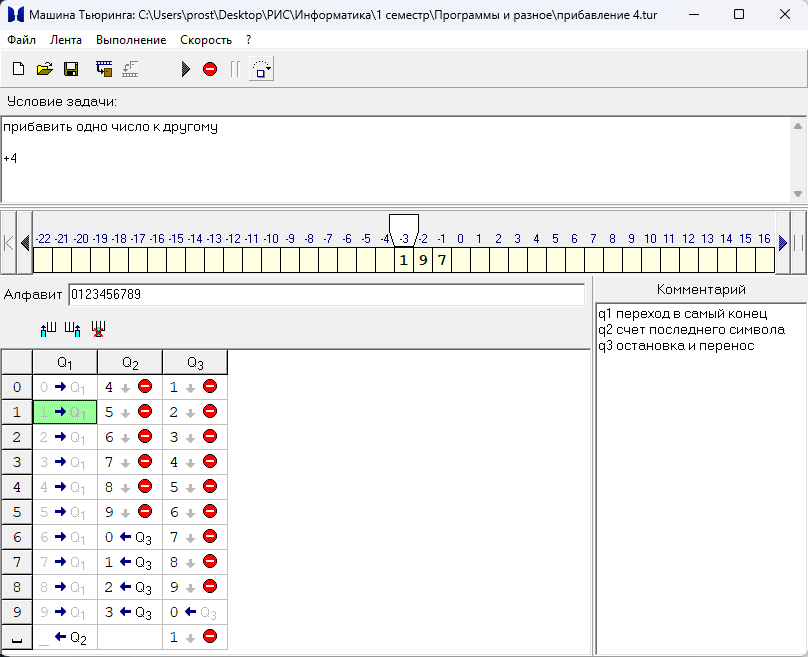 Машина Тьюринга: C:\Users\prost\Desktop\РИС\Информатика\1 семестр\Программы и разное\прибавление 4.tur
Файл Лента Выполнение Скорость ?
Условие задачи:
прибавить одно число к другому
+4
-22 -21 -20 -19 -18 -17 -16 -15 -14 -13 -12 -11 -10 -9 -8 -7 -6 -5 -4 -3 -2 -1 0 1 2 3 4 5 6 7 8 9 10 11 12 13 14 15 16
1 9 7
Алфавит 0123456789
Комментарий
q1 переход в самый конец
q2 счет последнего символа
q3 остановка и перенос
Q1 Q2 Q3
0 0 → Q1 4 ↓ 1 ↓
1 1 → Q1 5 ↓ 2 ↓
2 2 → Q1 6 ↓ 3 ↓
3 3 → Q1 7 ↓ 4 ↓
4 4 → Q1 8 ↓ 5 ↓
5 5 → Q1 9 ↓ 6 ↓
6 6 → Q1 0 ← Q3 7 ↓
7 7 → Q1 1 ← Q3 8 ↓
8 8 → Q1 2 ← Q3 9 ↓
9 9 → Q1 3 ← Q3 0 ← Q3
_ _ ← Q2 1 ↓